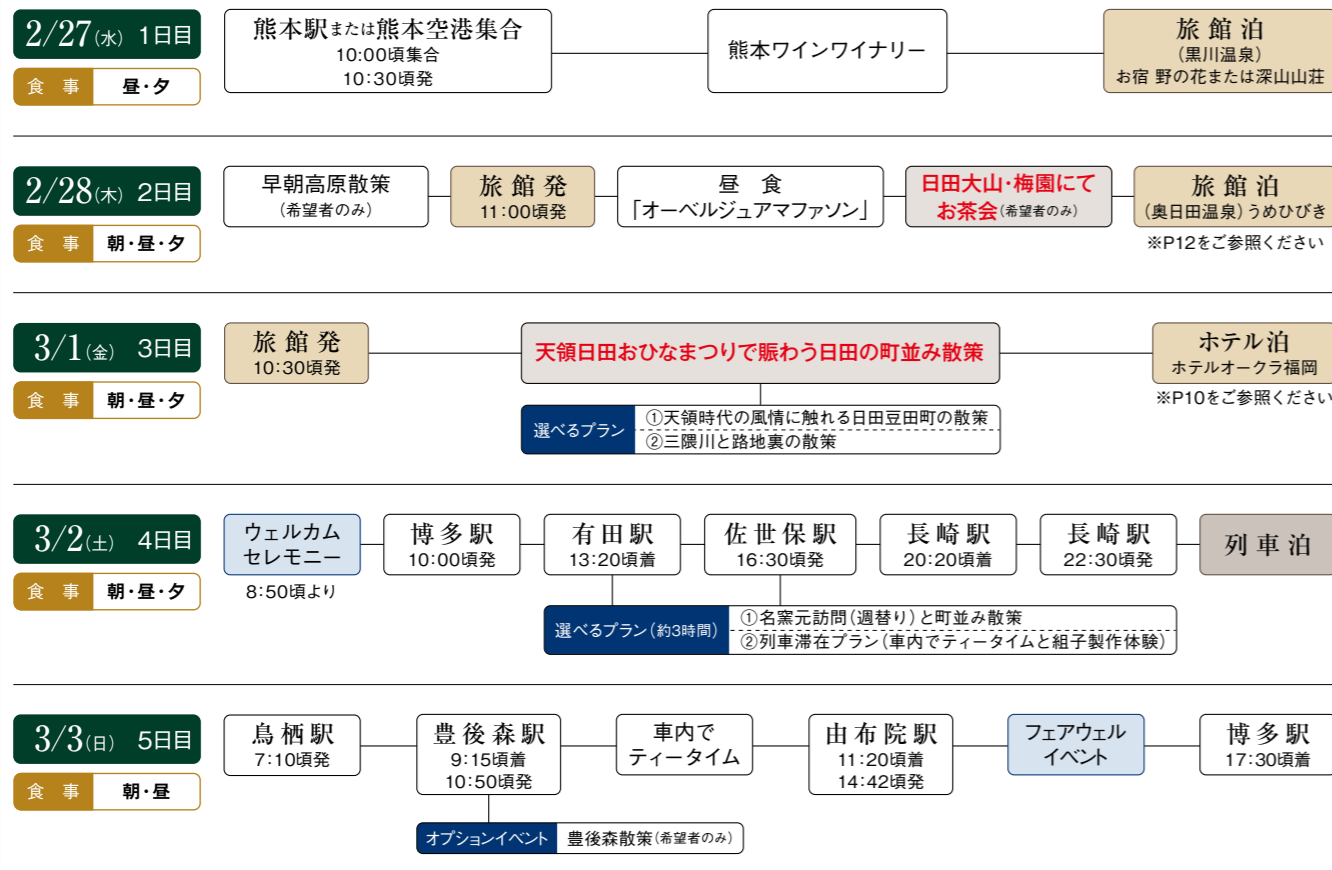 2/27(水) 1日目
食 事 昼・夕
熊本駅または熊本空港集合
10:00頃集合
10:30頃発
熊本ワインワイナリー
旅館泊
(黒川温泉)
お宿 野の花または深山山荘
2/28(木) 2日目
食 事 朝・昼・夕
早朝高原散策
(希望者のみ)
旅館発
11:00頃発
昼 食
「オーベルジュアマファソン」
日田大山・梅園にて
お茶会(希望者のみ)
旅館泊
(奥日田温泉)うめひびき
※P12をご参照ください
3/1(金) 3日目
食 事 朝・昼・夕
旅館発
10:30頃発
天領日田おひなまつりで賑わう日田の町並み散策
選べるプラン
①天領時代の風情に触れる日田豆田町の散策
②三隈川と路地裏の散策
ホテル泊
ホテルオークラ福岡
※P10をご参照ください
3/2(土) 4日目
食 事 朝・昼・夕
ウェルカム
セレモニー
8:50頃より
博多駅
10:00頃発
有田駅
13:20頃着
佐世保駅
16:30頃発
長崎駅
20:20頃着
長崎駅
22:30頃発
列車泊
選べるプラン(約3時間)
①名窯元訪問(週替り)と町並み散策
②列車滞在プラン(車内でティータイムと組子製作体験)
3/3(日) 5日目
食 事 朝・昼
鳥栖駅
7:10頃発
豊後森駅
9:15頃着
10:50頃発
車内で
ティータイム
由布院駅
11:20頃着
14:42頃発
フェアウェル
イベント
博多駅
17:30頃着
オプションイベント 豊後森散策(希望者のみ)